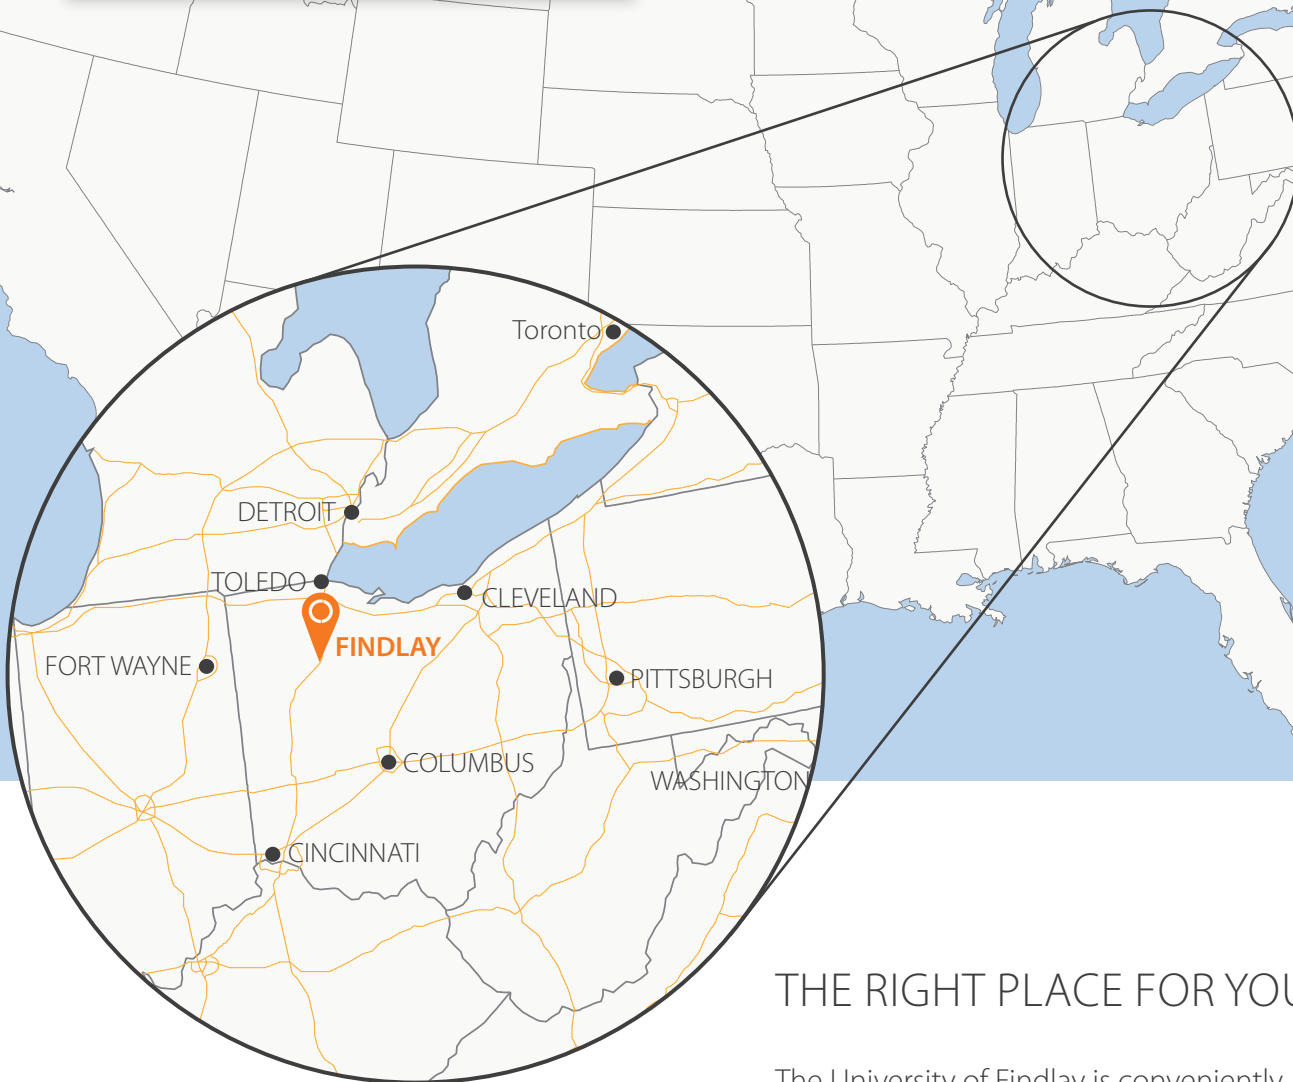 Toronto
DETROIT
TOLEDO
CLEVELAND
FINDLAY
FORT WAYNE
PITTSBURGH
COLUMBUS
WASHINGTON
CINCINNATI
THE RIGHT PLACE FOR YOU
The University of Findlay is conveniently